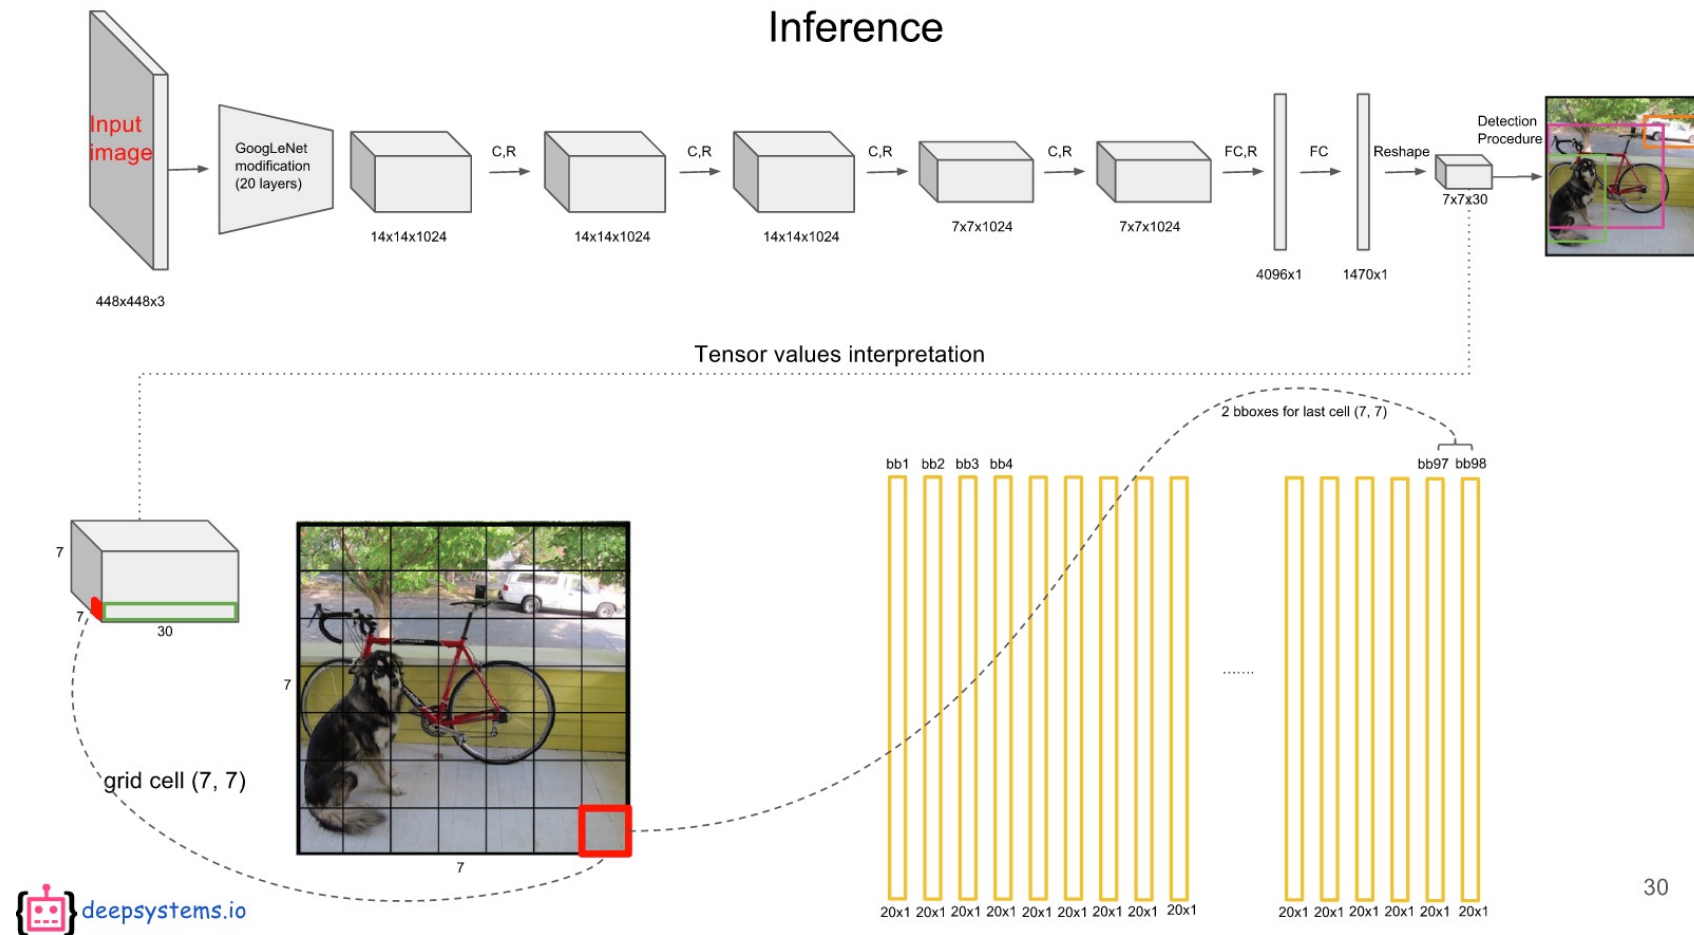 Inference
Input
image
448x448x3
GoogLeNet
modification
(20 layers)
14x14x1024
C,R
14x14x1024
C,R
14x14x1024
C,R
7x7x1024
C,R
7x7x1024
FC,R
4096x1
FC
1470x1
Reshape
7x7x30
Detection
Procedure
Tensor values interpretation
2 bboxes for last cell (7, 7)
bb1 bb2 bb3 bb4
bb97 bb98
7
7
30
7
7
grid cell (7, 7)
.......
20x1 20x1 20x1 20x1 20x1 20x1 20x1 20x1 20x1
20x1 20x1 20x1 20x1 20x1 20x1
{ } deepsystems.io
30